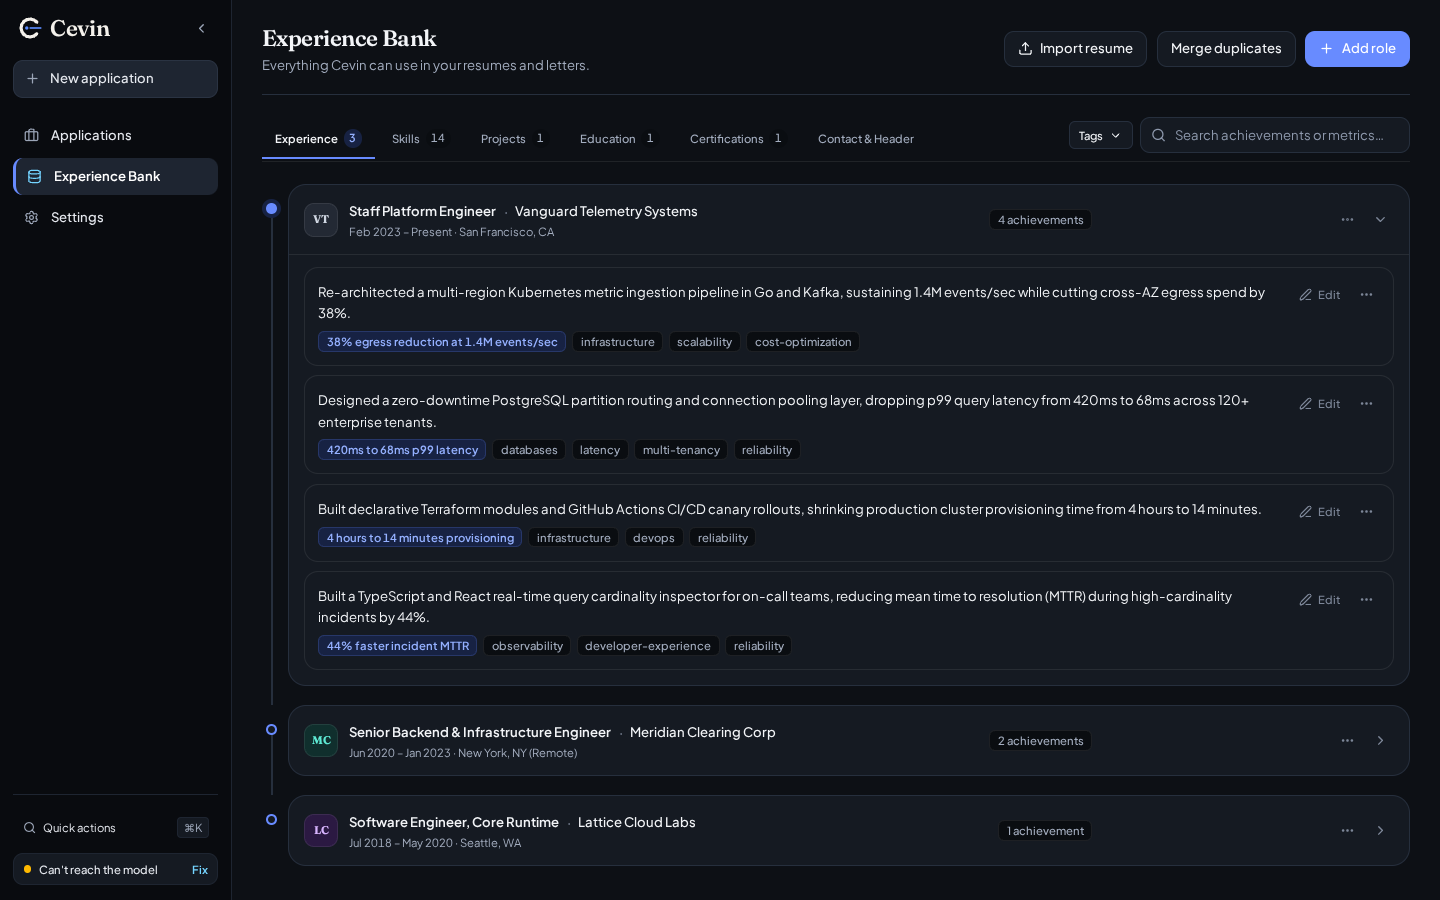 Cevin
New application
Applications
Experience Bank
Settings
Quick actions
⌘K
Can't reach the model
Fix
Experience Bank
Everything Cevin can use in your resumes and letters.
Import resume
Merge duplicates
Add role
Experience 3
Skills 14
Projects 1
Education 1
Certifications 1
Contact & Header
Tags
Search achievements or metrics...
VT
Staff Platform Engineer · Vanguard Telemetry Systems
Feb 2023 – Present · San Francisco, CA
4 achievements
Re-architected a multi-region Kubernetes metric ingestion pipeline in Go and Kafka, sustaining 1.4M events/sec while cutting cross-AZ egress spend by
38%.
Edit
38% egress reduction at 1.4M events/sec
infrastructure
scalability
cost-optimization
Designed a zero-downtime PostgreSQL partition routing and connection pooling layer, dropping p99 query latency from 420ms to 68ms across 120+
enterprise tenants.
Edit
420ms to 68ms p99 latency
databases
latency
multi-tenancy
reliability
Built declarative Terraform modules and GitHub Actions CI/CD canary rollouts, shrinking production cluster provisioning time from 4 hours to 14 minutes.
Edit
4 hours to 14 minutes provisioning
infrastructure
devops
reliability
Built a TypeScript and React real-time query cardinality inspector for on-call teams, reducing mean time to resolution (MTTR) during high-cardinality
incidents by 44%.
Edit
44% faster incident MTTR
observability
developer-experience
reliability
MC
Senior Backend & Infrastructure Engineer · Meridian Clearing Corp
Jun 2020 – Jan 2023 · New York, NY (Remote)
2 achievements
LC
Software Engineer, Core Runtime · Lattice Cloud Labs
Jul 2018 – May 2020 · Seattle, WA
1 achievement